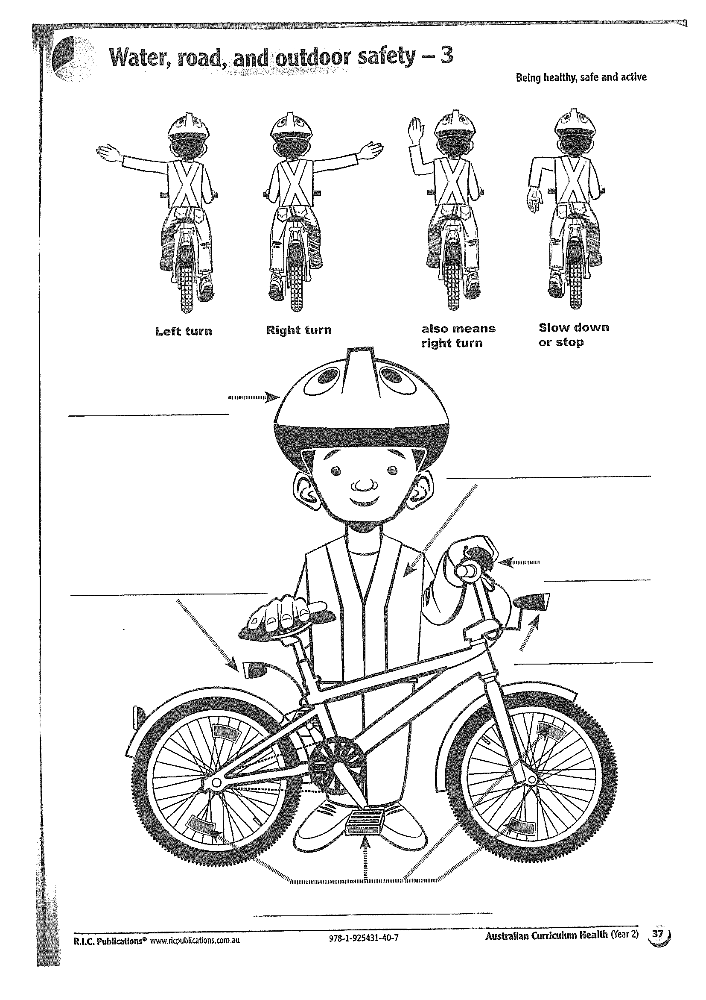 Water, road, and outdoor safety – 3
Being healthy, safe and active
Left turn
Right turn
also means
right turn
Slow down
or stop
R.I.C. Publications® www.ricpublications.com.au
978-1-925431-40-7
Australian Curriculum Health (Year 2)
37